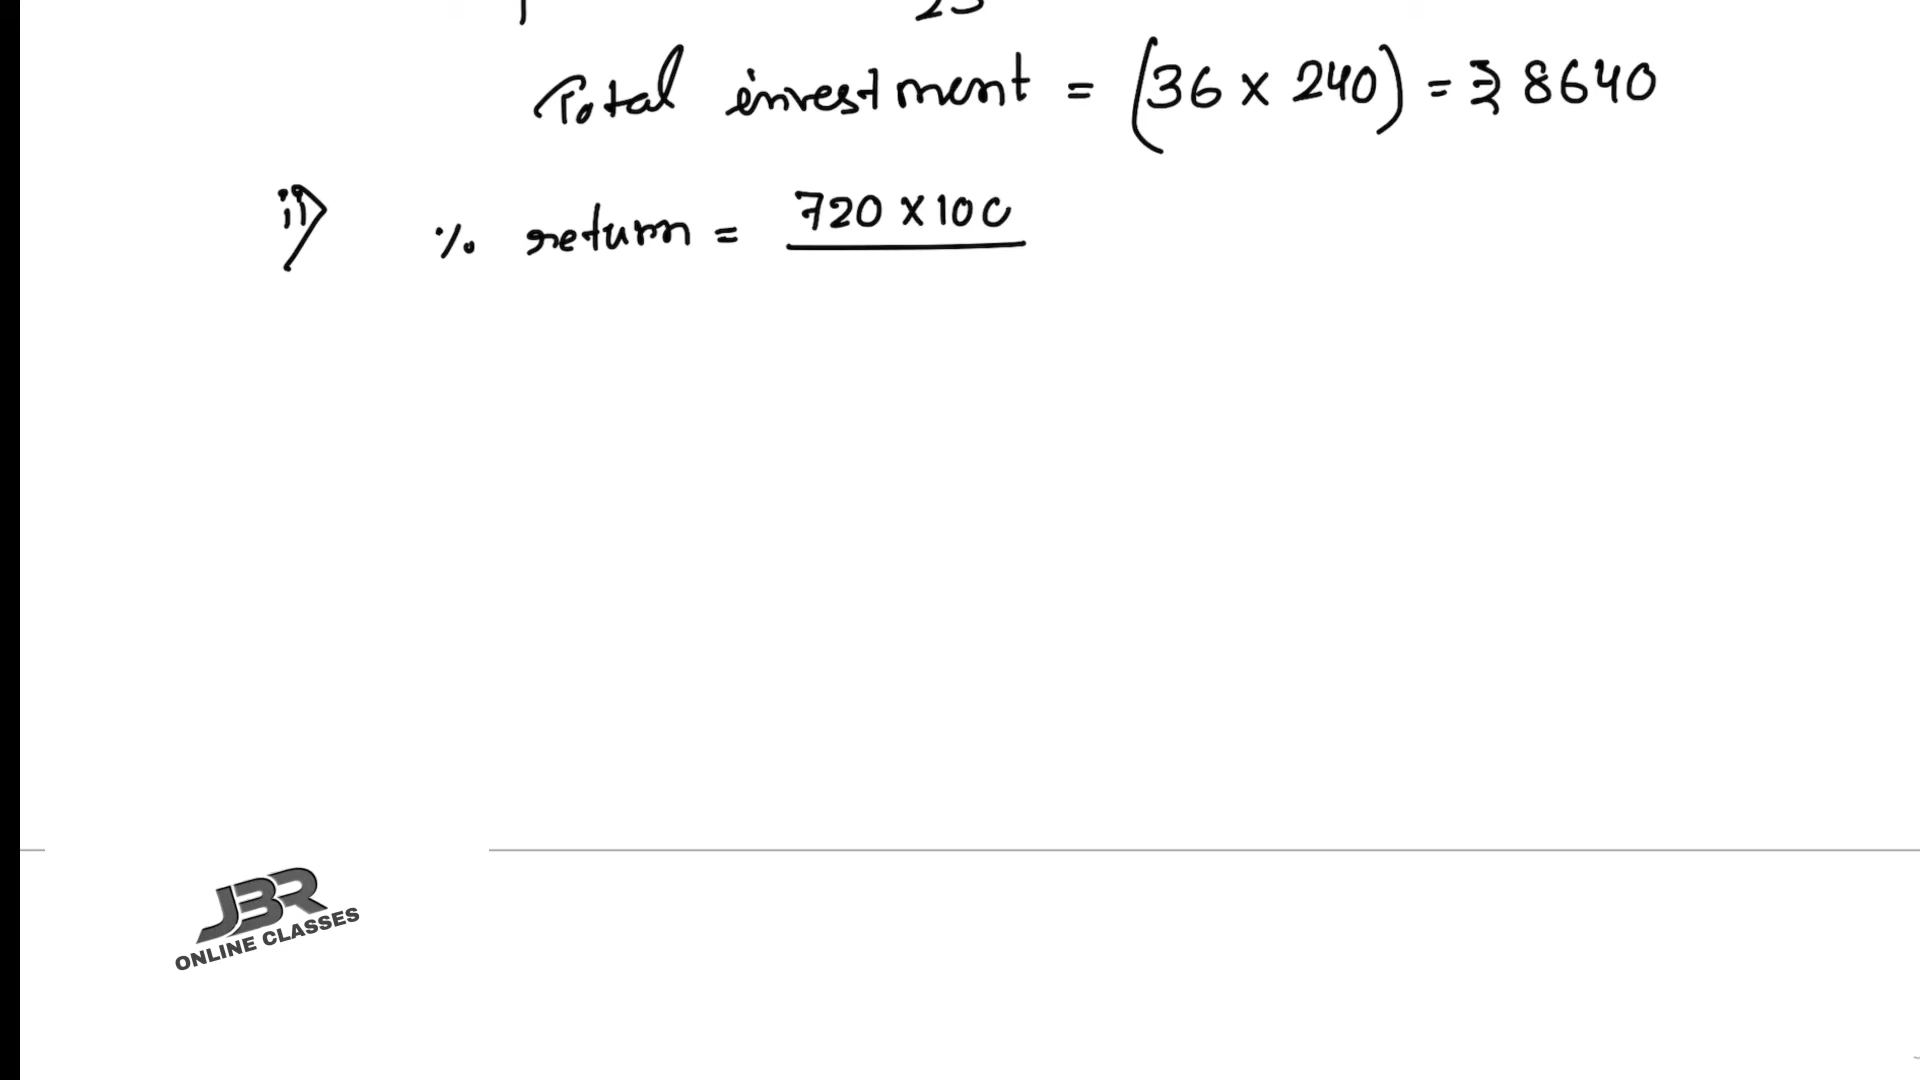 Total investment = (36 x 240) = ₹ 8640
ii) % return = 720 x 100
JBR
ONLINE CLASSES